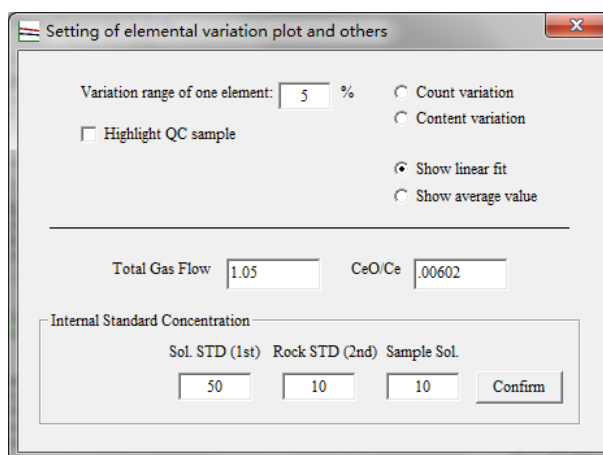 Setting of elemental variation plot and others
Variation range of one element: 5 %
Count variation
Content variation
Highlight QC sample
Show linear fit
Show average value
Total Gas Flow 1.05 CeO/Ce .00602
Internal Standard Concentration
Sol. STD (1st) Rock STD (2nd) Sample Sol.
50 10 10 Confirm